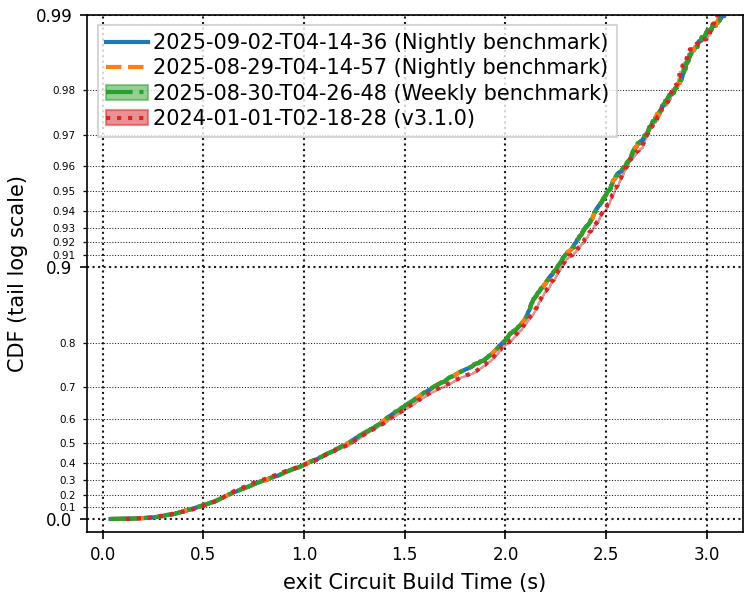 0.99
2025-09-02-T04-14-36 (Nightly benchmark)
2025-08-29-T04-14-57 (Nightly benchmark)
2025-08-30-T04-26-48 (Weekly benchmark)
2024-01-01-T02-18-28 (v3.1.0)
0.98
0.97
0.96
0.95
0.94
0.93
0.92
0.91
0.9
0.8
0.7
0.6
0.5
0.4
0.3
0.2
0.1
0.0
CDF (tail log scale)
0.0 0.5 1.0 1.5 2.0 2.5 3.0
exit Circuit Build Time (s)